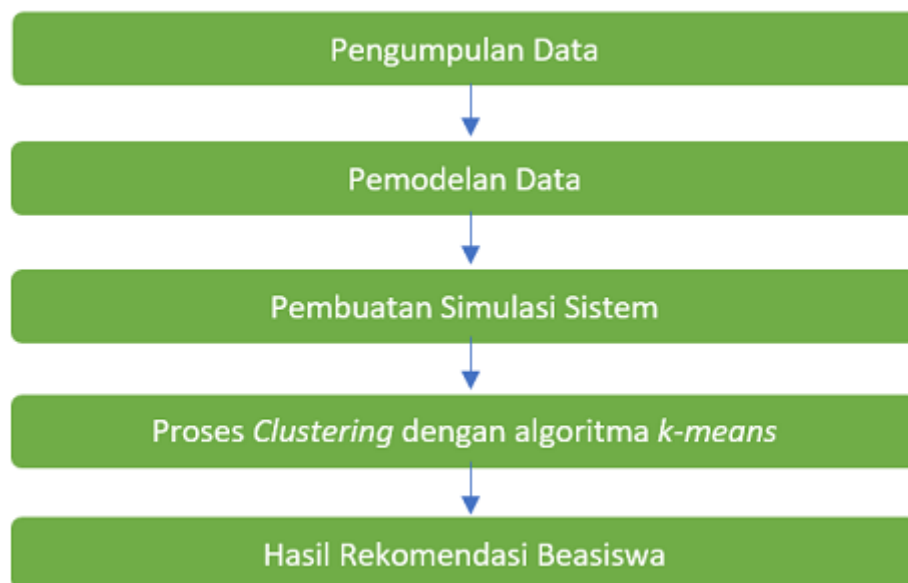 Pengumpulan Data
Pemodelan Data
Pembuatan Simulasi Sistem
Proses Clustering dengan algoritma k-means
Hasil Rekomendasi Beasiswa